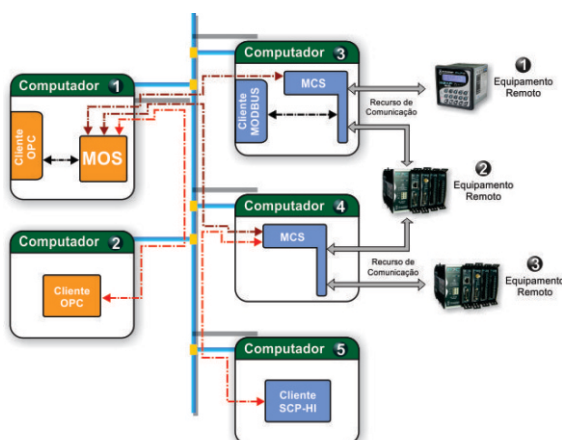 Computador 1
Cliente
OPC
MOS
Computador 2
Cliente
OPC
Computador 3
MCS
Cliente
MODBUS
Recurso de
Comunicação
1
Equipamento
Remoto
2
Equipamento
Remoto
Computador 4
MCS
Recurso de
Comunicação
3
Equipamento
Remoto
Computador 5
Cliente
SCP-HI